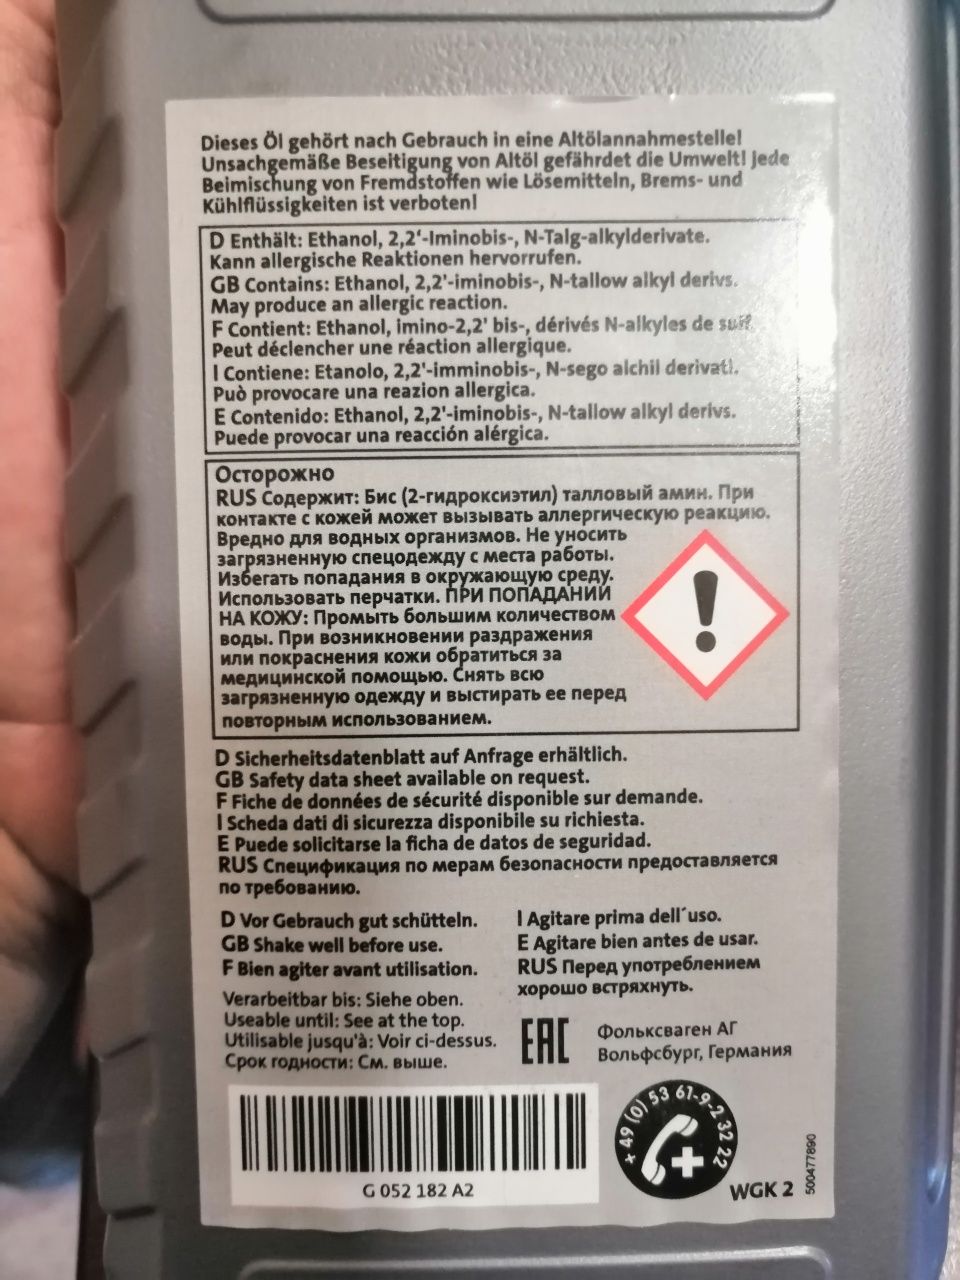 Dieses Öl gehört nach Gebrauch in eine Altölannahmestelle!
Unsachgemäße Beseitigung von Altöl gefährdet die Umwelt! Jede
Beimischung von Fremdstoffen wie Lösemitteln, Brems- und
Kühlflüssigkeiten ist verboten!
D Enthält: Ethanol, 2,2‘-Iminobis-, N-Talg-alkylderivate.
Kann allergische Reaktionen hervorrufen.
GB Contains: Ethanol, 2,2'-iminobis-, N-tallow alkyl derivs.
May produce an allergic reaction.
F Contient: Ethanol, imino-2,2' bis-, dérivés N-alkyles de suif
Peut déclencher une réaction allergique.
I Contiene: Etanolo, 2,2'-imminobis-, N-sego alchil derivati.
Può provocare una reazion allergica.
E Contenido: Ethanol, 2,2'-iminobis-, N-tallow alkyl derivs.
Puede provocar una reacción alérgica.
Осторожно
RUS Содержит: Бис (2-гидроксиэтил) талловый амин. При
контакте с кожей может вызывать аллергическую реакцию.
Вредно для водных организмов. Не уносить
загрязненную спецодежду с места работы.
Избегать попадания в окружающую среду.
Использовать перчатки. ПРИ ПОПАДАНИИ
НА КОЖУ: Промыть большим количеством
воды. При возникновении раздражения
или покраснения кожи обратиться за
медицинской помощью. Снять всю
загрязненную одежду и выстирать ее перед
повторным использованием.
D Sicherheitsdatenblatt auf Anfrage erhältlich.
GB Safety data sheet available on request.
F Fiche de données de sécurité disponible sur demande.
I Scheda dati di sicurezza disponibile su richiesta.
E Puede solicitarse la ficha de datos de seguridad.
RUS Спецификация по мерам безопасности предоставляется
по требованию.
D Vor Gebrauch gut schütteln.
GB Shake well before use.
F Bien agiter avant utilisation.
I Agitare prima dell´uso.
E Agitare bien antes de usar.
RUS Перед употреблением
хорошо встряхнуть.
Verarbeitbar bis: Siehe oben.
Useable until: See at the top.
Utilisable jusqu'à: Voir ci-dessus.
Срок годности: См. выше.
EAC
Фольксваген АГ
Вольфсбург, Германия
G 052 182 A2
+ 49 (0) 53 61-9-2 32 22
WGK 2
500477890